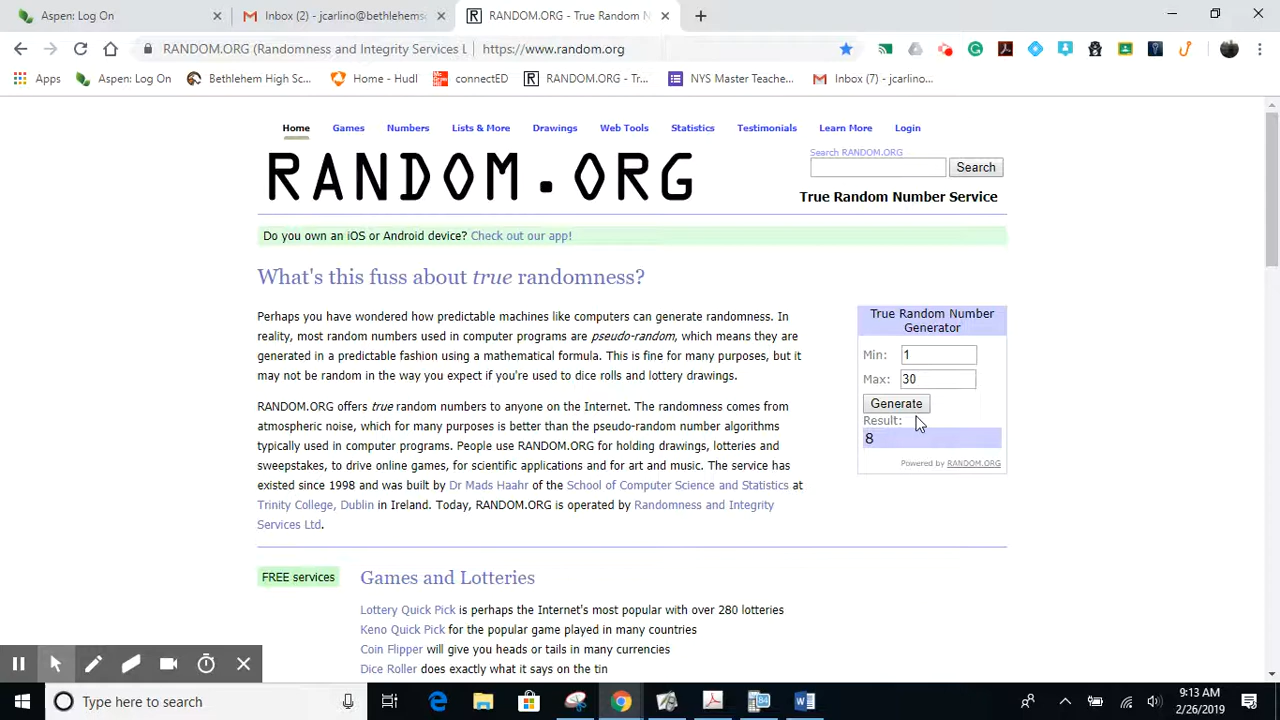 Aspen: Log On
Inbox (2) - jcarlino@bethlehems
RANDOM.ORG - True Random N
RANDOM.ORG (Randomness and Integrity Services L
https://www.random.org
Apps
Aspen: Log On
Bethlehem High Sc...
Home - Hudl
connectED
RANDOM.ORG - Tr...
NYS Master Teache...
Inbox (7) - jcarlino...
Home
Games
Numbers
Lists & More
Drawings
Web Tools
Statistics
Testimonials
Learn More
Login
RANDOM.ORG
Search RANDOM.ORG
Search
True Random Number Service
Do you own an iOS or Android device? Check out our app!
What's this fuss about true randomness?
Perhaps you have wondered how predictable machines like computers can generate randomness. In
reality, most random numbers used in computer programs are pseudo-random, which means they are
generated in a predictable fashion using a mathematical formula. This is fine for many purposes, but it
may not be random in the way you expect if you're used to dice rolls and lottery drawings.
RANDOM.ORG offers true random numbers to anyone on the Internet. The randomness comes from
atmospheric noise, which for many purposes is better than the pseudo-random number algorithms
typically used in computer programs. People use RANDOM.ORG for holding drawings, lotteries and
sweepstakes, to drive online games, for scientific applications and for art and music. The service has
existed since 1998 and was built by Dr Mads Haahr of the School of Computer Science and Statistics at
Trinity College, Dublin in Ireland. Today, RANDOM.ORG is operated by Randomness and Integrity
Services Ltd.
True Random Number
Generator
Min: 1
Max: 30
Generate
Result:
8
Powered by RANDOM.ORG
FREE services
Games and Lotteries
Lottery Quick Pick is perhaps the Internet's most popular with over 280 lotteries
Keno Quick Pick for the popular game played in many countries
Coin Flipper will give you heads or tails in many currencies
Dice Roller does exactly what it says on the tin
Type here to search
9:13 AM
2/26/2019